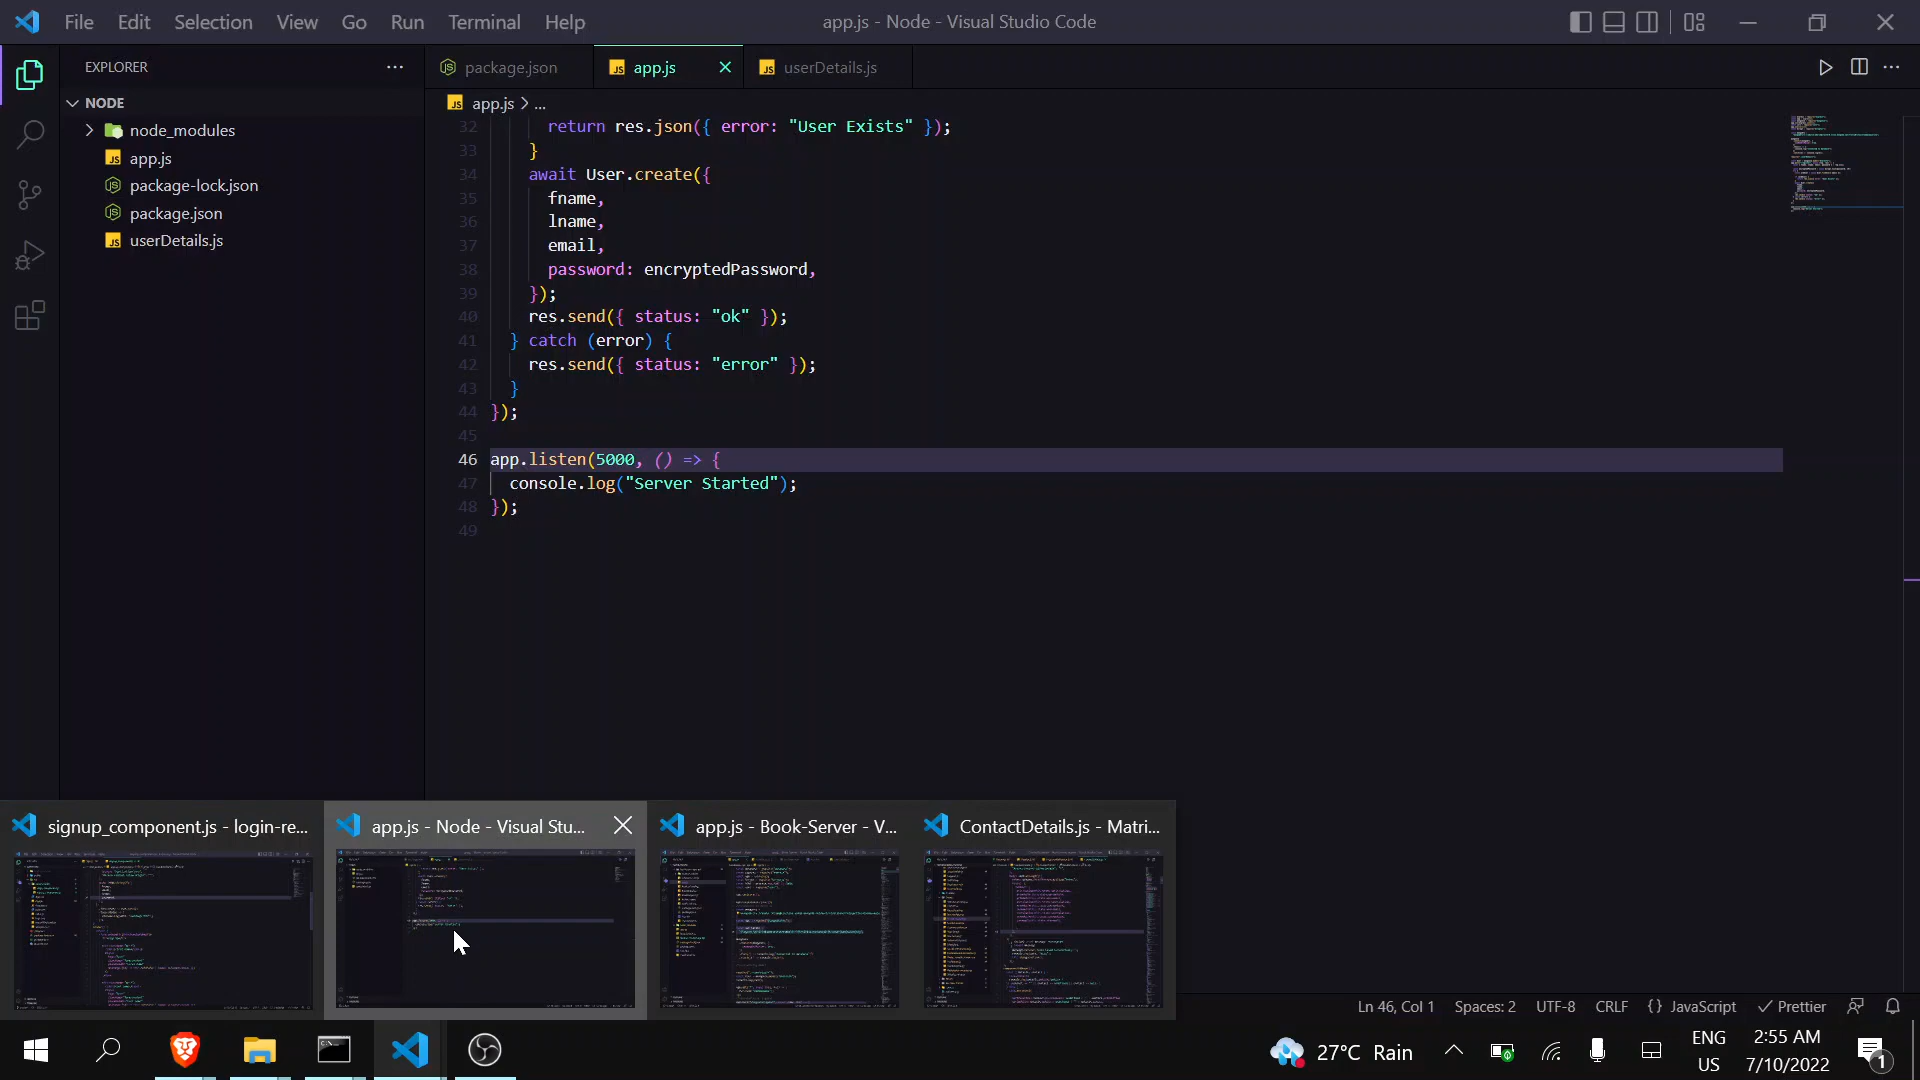 File Edit Selection View Go Run Terminal Help
app.js - Node - Visual Studio Code
EXPLORER
NODE
node_modules
app.js
package-lock.json
package.json
userDetails.js
package.json
app.js
userDetails.js
app.js > ...
32 return res.json({ error: "User Exists" });
33 }
34 await User.create({
35 fname,
36 lname,
37 email,
38 password: encryptedPassword,
39 });
40 res.send({ status: "ok" });
41 } catch (error) {
42 res.send({ status: "error" });
43 }
44 });
45
46 app.listen(5000, () => {
47 console.log("Server Started");
48 });
49
signup_component.js - login-re...
app.js - Node - Visual Stu...
app.js - Book-Server - V...
ContactDetails.js - Matri...
Ln 46, Col 1 Spaces: 2 UTF-8 CRLF {} JavaScript Prettier
27°C Rain
ENG
US
2:55 AM
7/10/2022
1